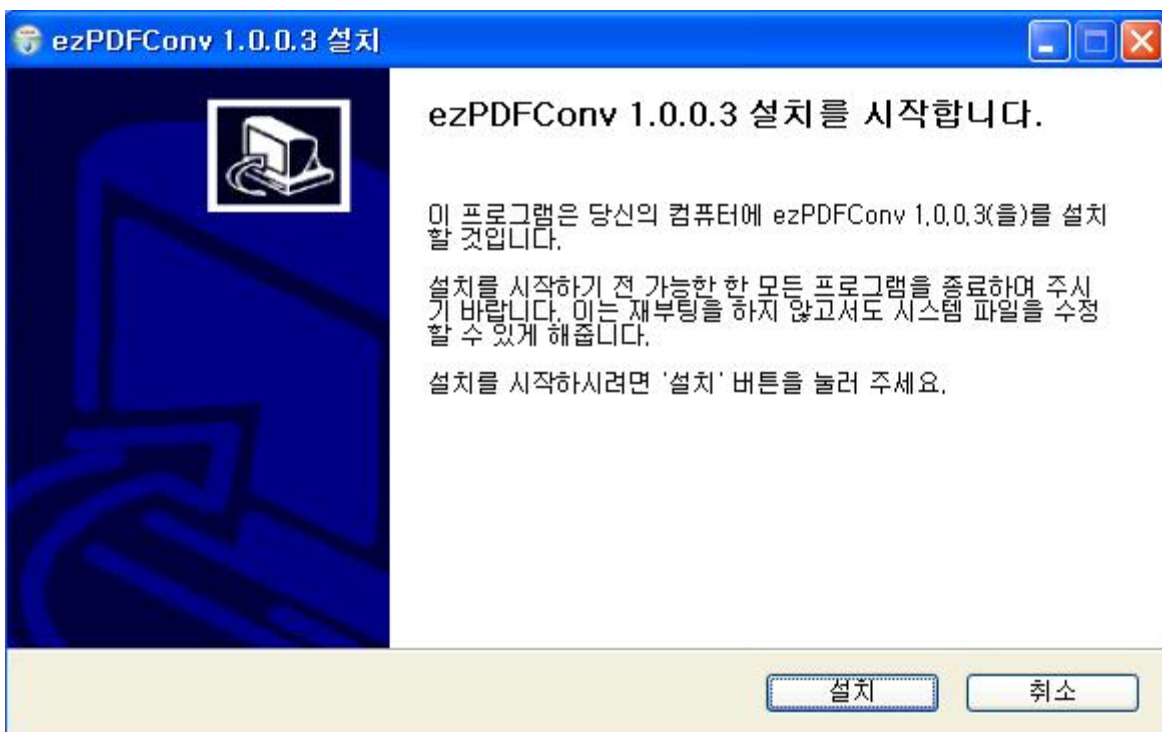 ezPDFConv 1.0.0.3 설치
ezPDFConv 1.0.0.3 설치를 시작합니다.
이 프로그램은 당신의 컴퓨터에 ezPDFConv 1.0.0.3(을)를 설치
할 것입니다.
설치를 시작하기 전 가능한 한 모든 프로그램을 종료하여 주시
기 바랍니다. 이는 재부팅을 하지 않고서도 시스템 파일을 수정
할 수 있게 해줍니다.
설치를 시작하시려면 '설치' 버튼을 눌러 주세요.
설치
취소